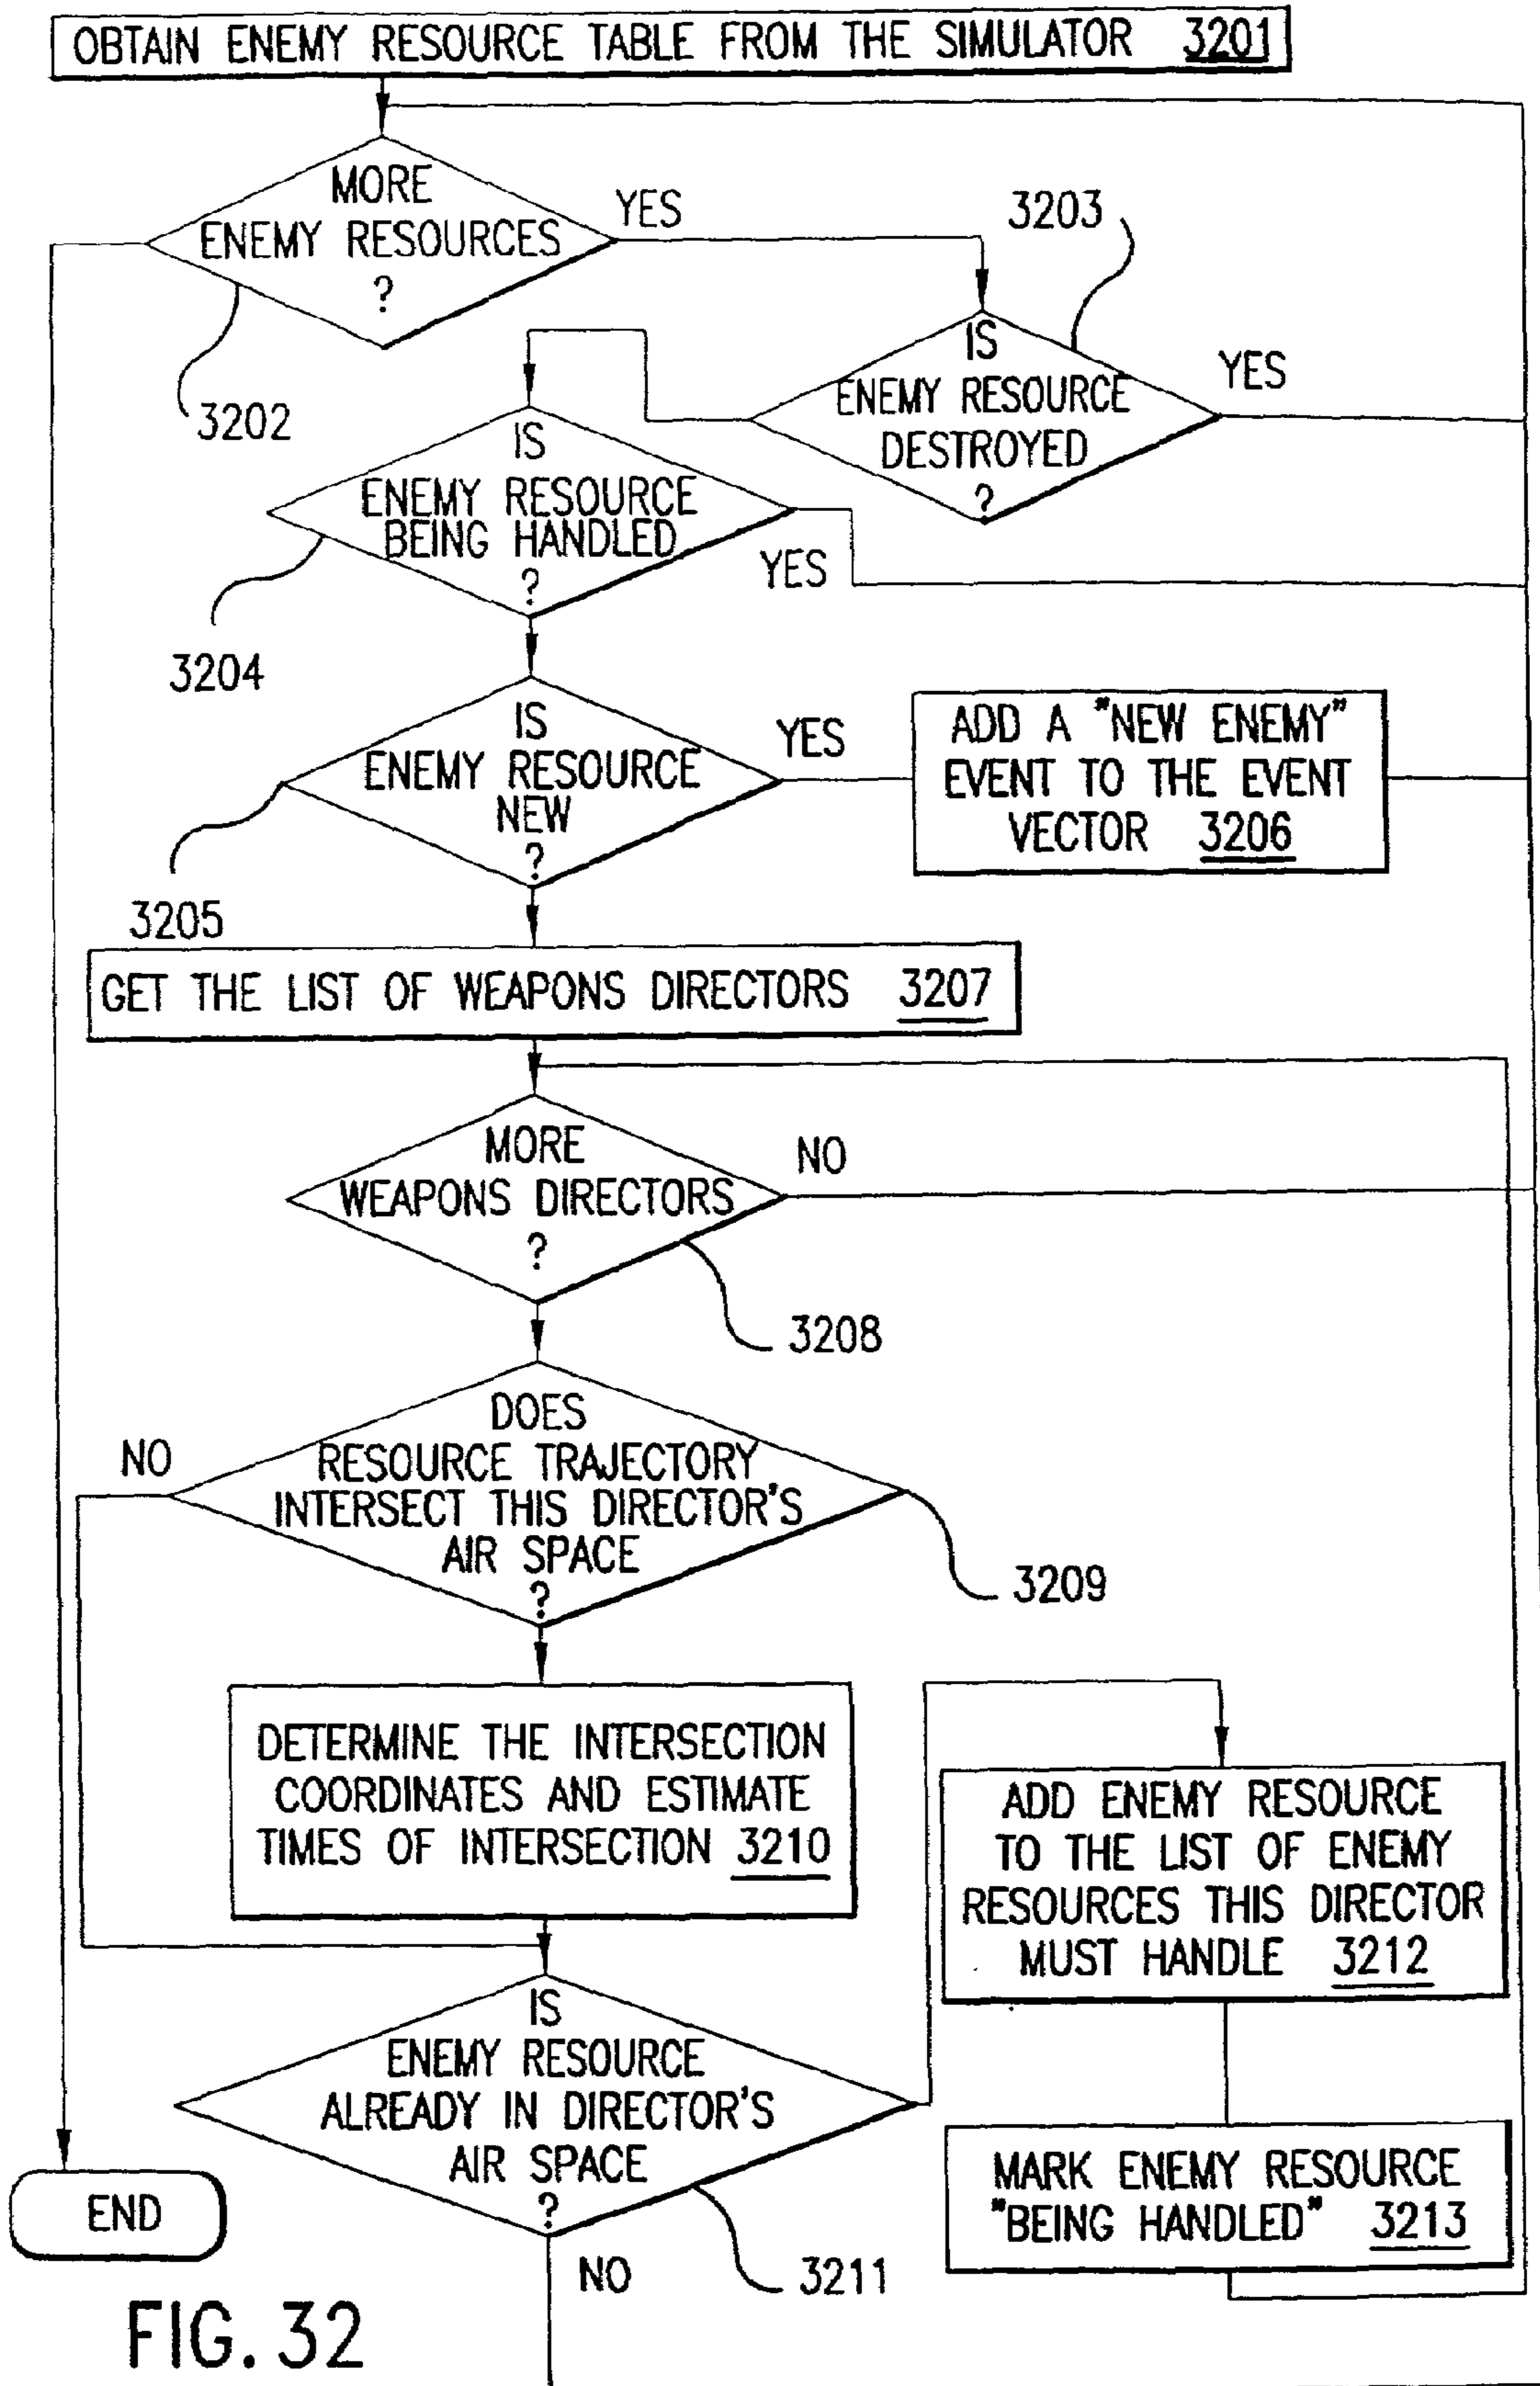 OBTAIN ENEMY RESOURCE TABLE FROM THE SIMULATOR 3201
MORE
ENEMY RESOURCES
?
YES
3202
3203
IS
ENEMY RESOURCE
DESTROYED
?
YES
IS
ENEMY RESOURCE
BEING HANDLED
?
YES
3204
IS
ENEMY RESOURCE
NEW
?
YES
3205
ADD A "NEW ENEMY"
EVENT TO THE EVENT
VECTOR 3206
GET THE LIST OF WEAPONS DIRECTORS 3207
MORE
WEAPONS DIRECTORS
?
NO
3208
DOES
RESOURCE TRAJECTORY
INTERSECT THIS DIRECTOR'S
AIR SPACE
?
NO
3209
DETERMINE THE INTERSECTION
COORDINATES AND ESTIMATE
TIMES OF INTERSECTION 3210
IS
ENEMY RESOURCE
ALREADY IN DIRECTOR'S
AIR SPACE
?
NO
3211
ADD ENEMY RESOURCE
TO THE LIST OF ENEMY
RESOURCES THIS DIRECTOR
MUST HANDLE 3212
MARK ENEMY RESOURCE
"BEING HANDLED" 3213
END
FIG. 32